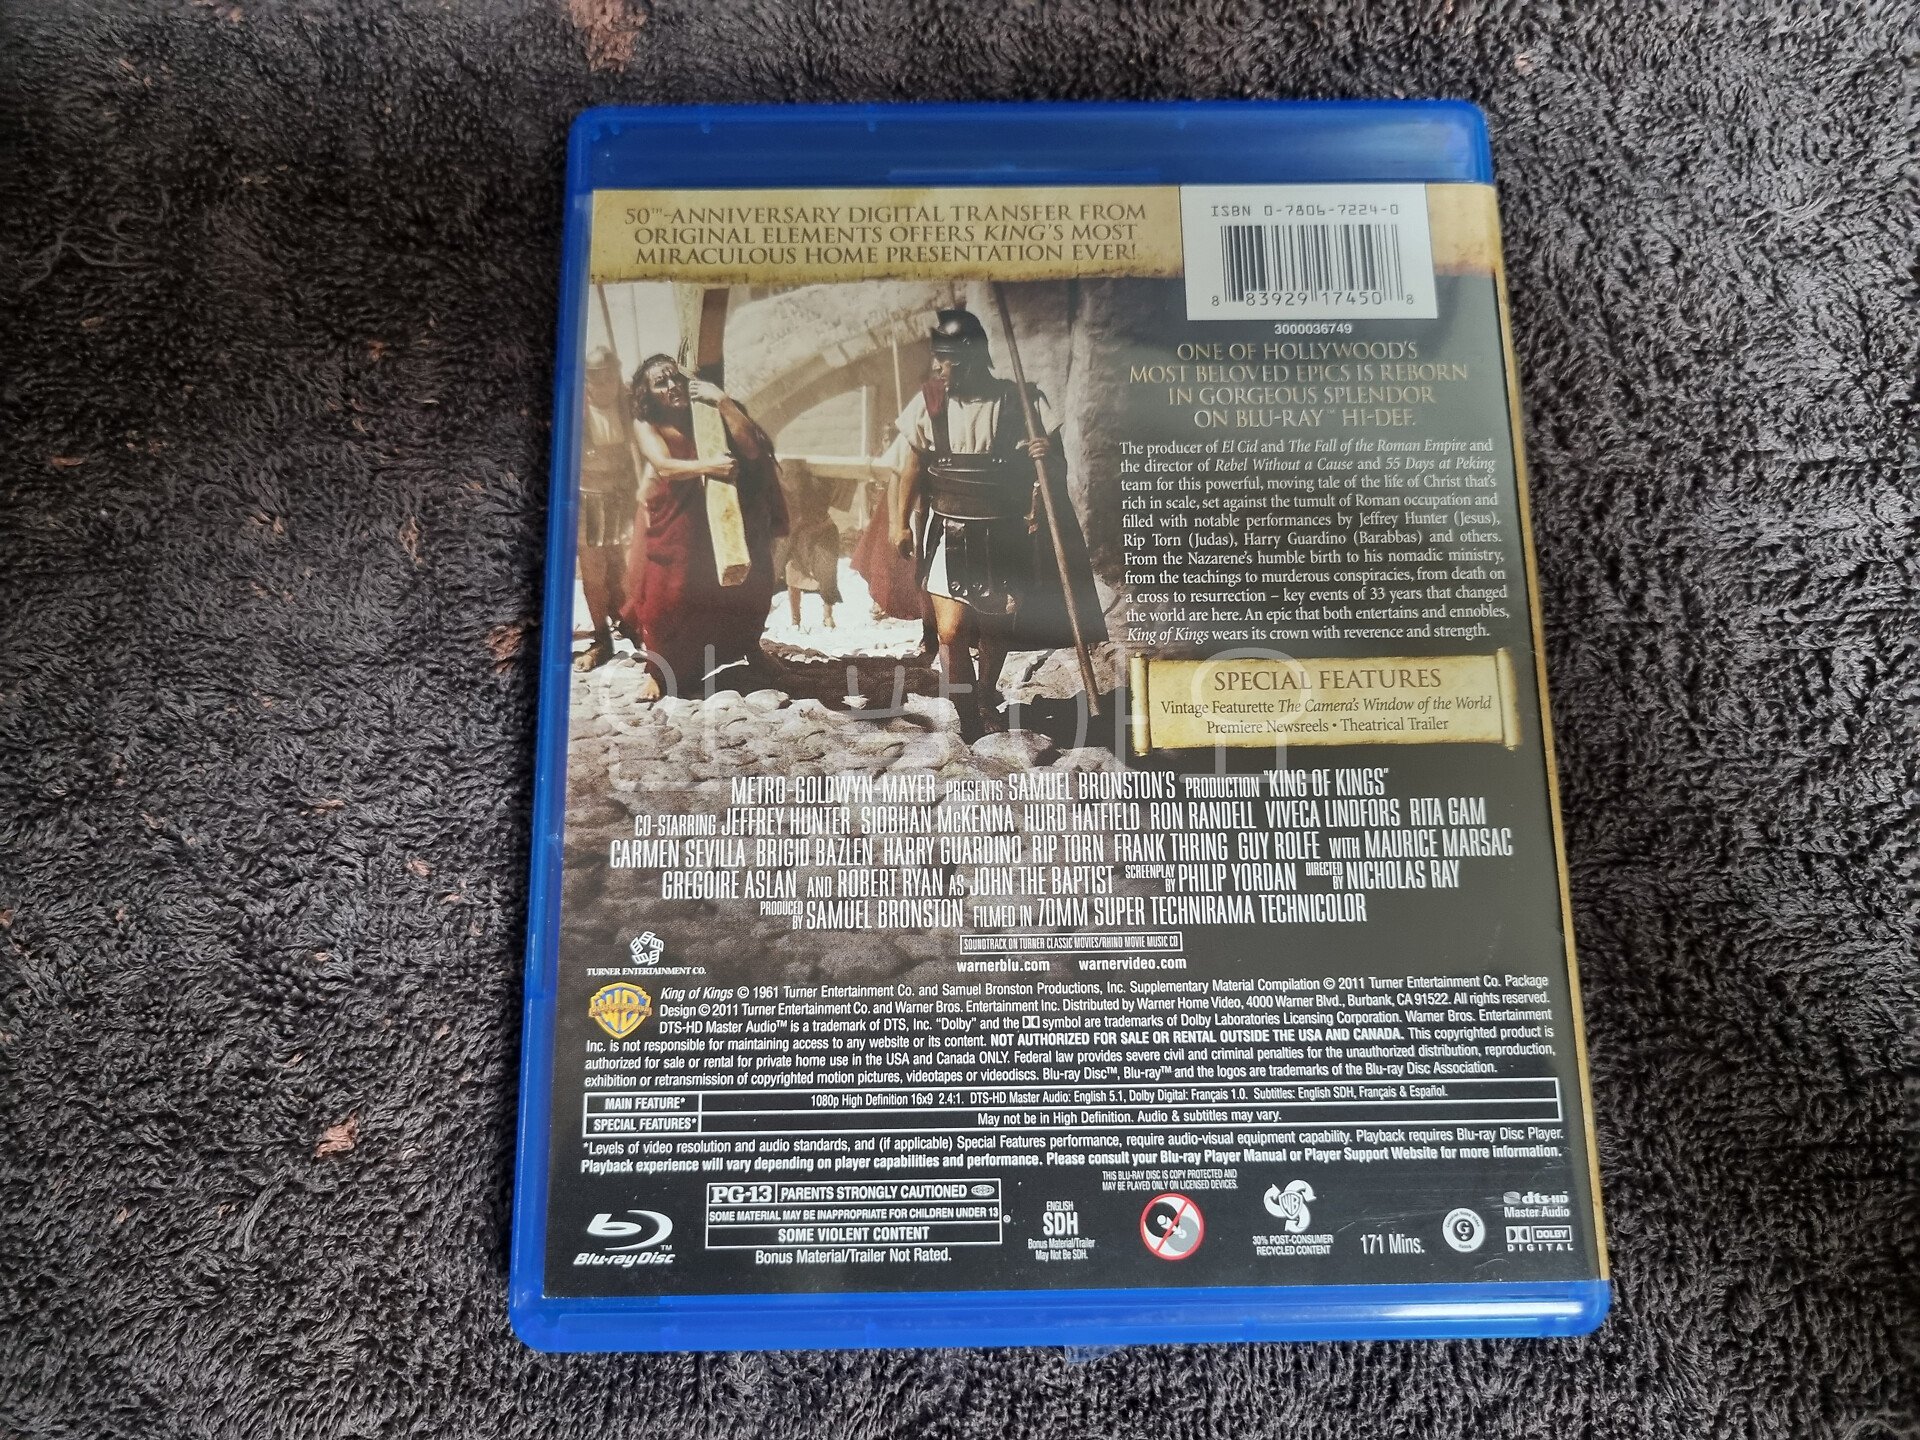 50™-ANNIVERSARY DIGITAL TRANSFER FROM
ORIGINAL ELEMENTS OFFERS KING'S MOST
MIRACULOUS HOME PRESENTATION EVER!
ISBN 0-7806-7224-0
8 83929 17450 8
3000036749
ONE OF HOLLYWOOD'S
MOST BELOVED EPICS IS REBORN
IN GORGEOUS SPLENDOR
ON BLU-RAY™ HI-DEF.
The producer of El Cid and The Fall of the Roman Empire and
the director of Rebel Without a Cause and 55 Days at Peking
team for this powerful, moving tale of the life of Christ that's
rich in scale, set against the tumult of Roman occupation and
filled with notable performances by Jeffrey Hunter (Jesus),
Rip Torn (Judas), Harry Guardino (Barabbas) and others.
From the Nazarene's humble birth to his nomadic ministry,
from the teachings to murderous conspiracies, from death on
a cross to resurrection – key events of 33 years that changed
the world are here. An epic that both entertains and ennobles,
King of Kings wears its crown with reverence and strength.
SPECIAL FEATURES
Vintage Featurette The Camera's Window of the World
Premiere Newsreels • Theatrical Trailer
METRO-GOLDWYN-MAYER PRESENTS SAMUEL BRONSTON'S PRODUCTION "KING OF KINGS"
CO-STARRING JEFFREY HUNTER SIOBHAN McKENNA HURD HATFIELD RON RANDELL VIVECA LINDFORS RITA GAM
CARMEN SEVILLA BRIGID BAZLEN HARRY GUARDINO RIP TORN FRANK THRING GUY ROLFE WITH MAURICE MARSAC
GREGOIRE ASLAN AND ROBERT RYAN AS JOHN THE BAPTIST SCREENPLAY BY PHILIP YORDAN DIRECTED BY NICHOLAS RAY
PRODUCED BY SAMUEL BRONSTON FILMED IN 70MM SUPER TECHNIRAMA TECHNICOLOR
SOUNDTRACK ON TURNER CLASSIC MOVIES/RHINO MOVIE MUSIC CD
TURNER ENTERTAINMENT CO.
warnerblu.com warnervideo.com
King of Kings © 1961 Turner Entertainment Co. and Samuel Bronston Productions, Inc. Supplementary Material Compilation © 2011 Turner Entertainment Co. Package
Design © 2011 Turner Entertainment Co. and Warner Bros. Entertainment Inc. Distributed by Warner Home Video, 4000 Warner Blvd., Burbank, CA 91522. All rights reserved.
DTS-HD Master Audio™ is a trademark of DTS, Inc. "Dolby" and the symbol are trademarks of Dolby Laboratories Licensing Corporation. Warner Bros. Entertainment
Inc. is not responsible for maintaining access to any website or its content. NOT AUTHORIZED FOR SALE OR RENTAL OUTSIDE THE USA AND CANADA. This copyrighted product is
authorized for sale or rental for private home use in the USA and Canada ONLY. Federal law provides severe civil and criminal penalties for the unauthorized distribution, reproduction,
exhibition or retransmission of copyrighted motion pictures, videotapes or videodiscs. Blu-ray Disc™, Blu-ray™ and the logos are trademarks of the Blu-ray Disc Association.
MAIN FEATURE* 1080p High Definition 16x9 2.4:1. DTS-HD Master Audio: English 5.1, Dolby Digital: Français 1.0. Subtitles: English SDH, Français & Español.
SPECIAL FEATURES* May not be in High Definition. Audio & subtitles may vary.
*Levels of video resolution and audio standards, and (if applicable) Special Features performance, require audio-visual equipment capability. Playback requires Blu-ray Disc Player.
Playback experience will vary depending on player capabilities and performance. Please consult your Blu-ray Player Manual or Player Support Website for more information.
Blu-ray Disc™
PG-13 PARENTS STRONGLY CAUTIONED
SOME MATERIAL MAY BE INAPPROPRIATE FOR CHILDREN UNDER 13
SOME VIOLENT CONTENT
Bonus Material/Trailer Not Rated.
ENGLISH
SDH
Bonus Material/Trailer
May Not Be SDH.
THIS BLU-RAY DISC IS COPY PROTECTED AND
MAY BE PLAYED ONLY ON LICENSED DEVICES.
30% POST-CONSUMER
RECYCLED CONTENT
171 Mins.
G
dts-HD
Master Audio
DOLBY
DIGITAL